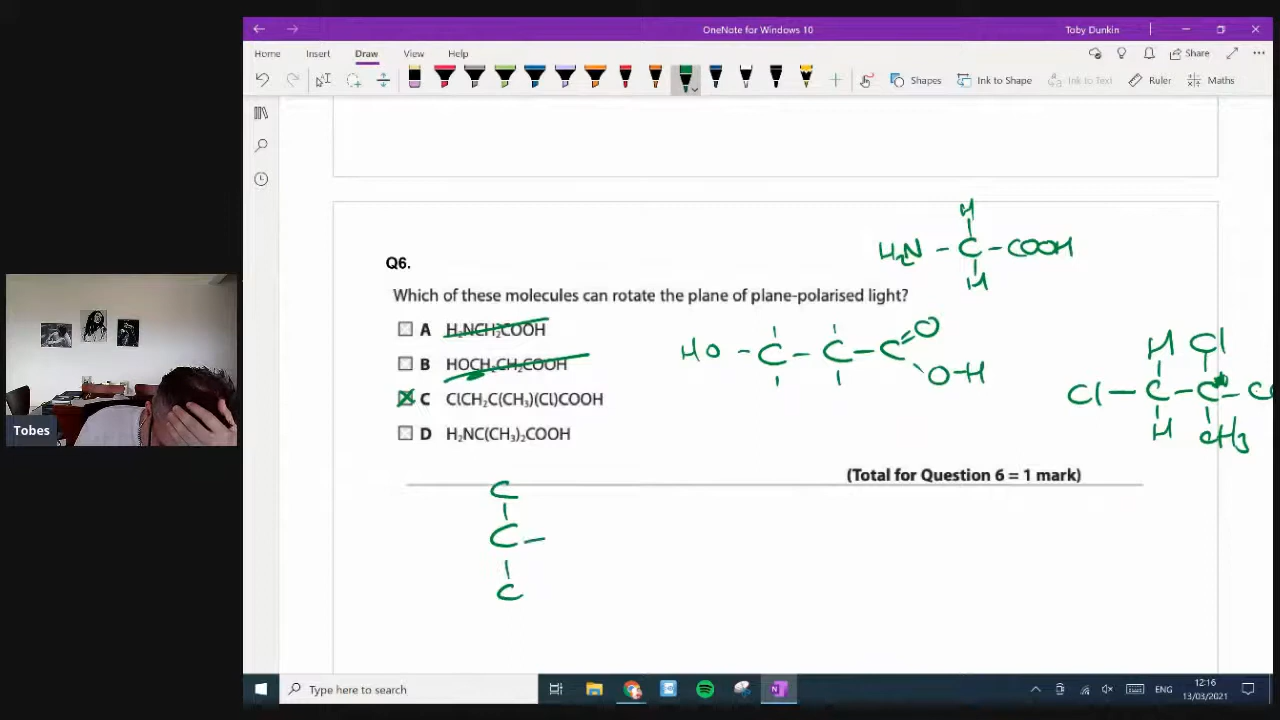 OneNote for Windows 10
Toby Dunkin
Home Insert Draw View Help
Share
Shapes Ink to Shape Ink to Text Ruler Maths
Q6.
Which of these molecules can rotate the plane of plane-polarised light?
A H₂NCH₂COOH
B HOCH₂CH₂COOH
C ClCH₂C(CH₃)(Cl)COOH
D H₂NC(CH₃)₂COOH
(Total for Question 6 = 1 mark)
H
H₂N - C - COOH
H
HO - C - C - C O
O-H
H Cl
Cl - C - C -
H CH3
C
C -
C
Tobes
Type here to search
ENG
12:16
13/03/2021